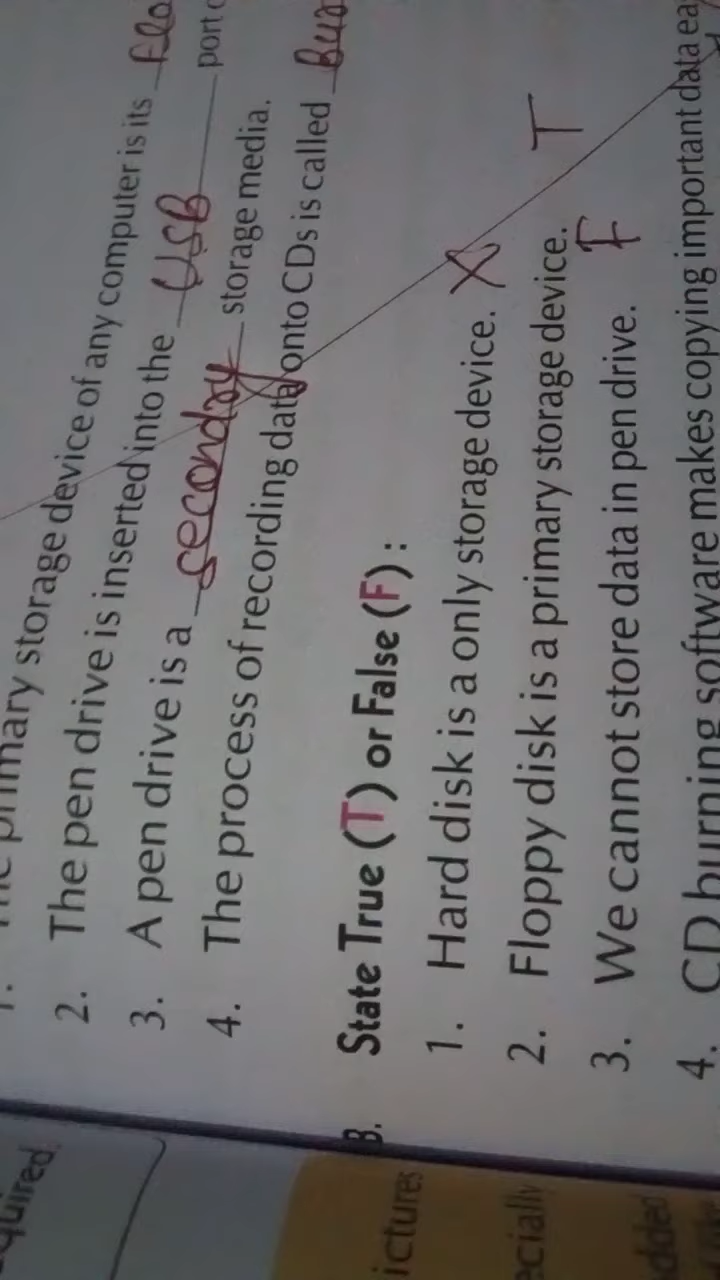 primary storage device of any computer is its Flo
2. The pen drive is inserted into the USB port
3. A pen drive is a secondry storage media.
4. The process of recording data onto CDs is called
B. State True (T) or False (F) :
1. Hard disk is a only storage device.
2. Floppy disk is a primary storage device. T
3. We cannot store data in pen drive. F
4. CD burning software makes copying important data
quired.
ictures
ecially
dded